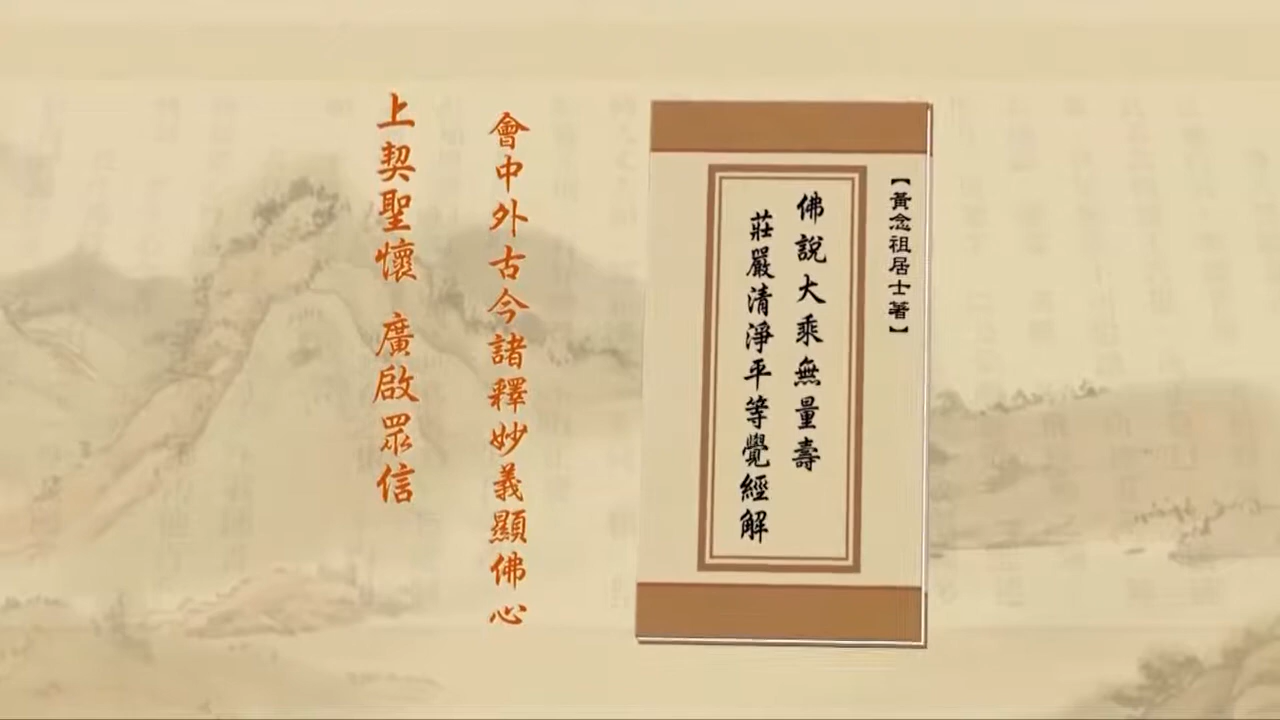 【黃念祖居士著】
佛說大乘無量壽
莊嚴清淨平等覺經解
會中外古今諸釋妙義顯佛心
上契聖懷 廣啟眾信